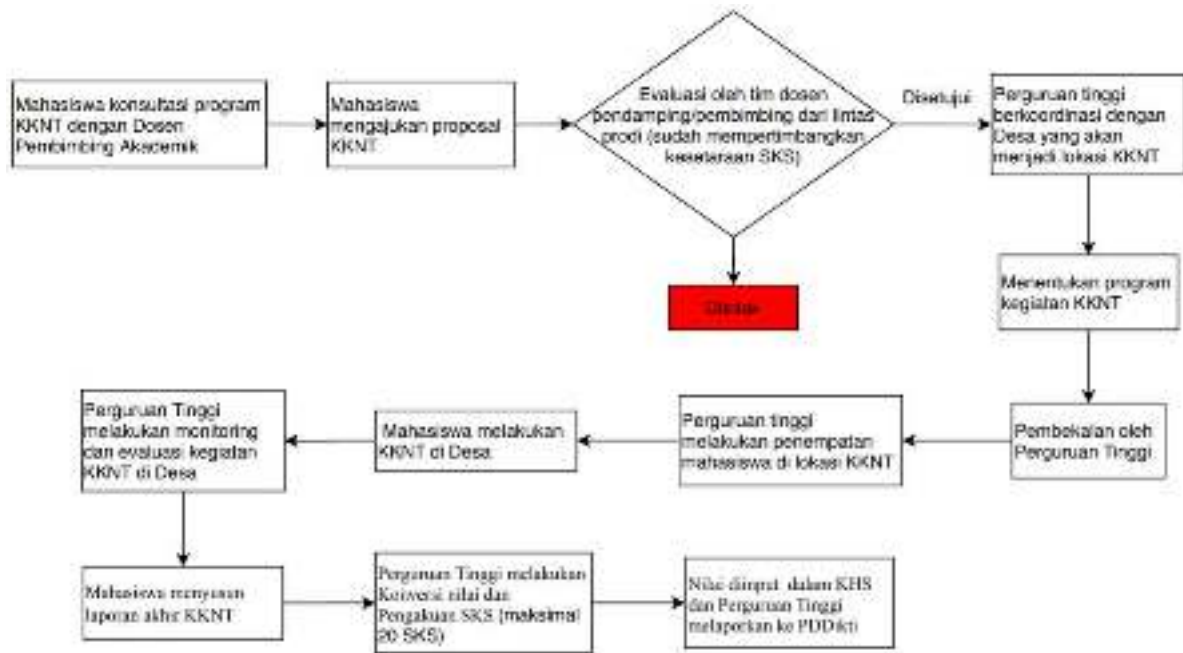 Mahasiswa konsultasi program
KKNT dengan Dosen
Pembimbing Akademik
Mahasiswa
mengajukan proposal
KKNT
Evaluasi oleh tim dosen
pendamping/pembimbing dari lintas
prodi (sudah mempertimbangkan
kesetaraan SKS)
Disetujui
Perguruan tinggi
berkoordinasi dengan
Desa yang akan
menjadi lokasi KKNT
Menentukan program
kegiatan KKNT
Pembekalan oleh
Perguruan Tinggi
Perguruan tinggi
melakukan penempatan
mahasiswa di lokasi KKNT
Mahasiswa melakukan
KKNT di Desa
Perguruan Tinggi
melakukan monitoring
dan evaluasi kegiatan
KKNT di Desa
Mahasiswa menyusun
laporan akhir KKNT
Perguruan Tinggi melakukan
Konversi nilai dan
Pengakuan SKS (maksimal
20 SKS)
Nilai diinput dalam KHS
dan Perguruan Tinggi
melaporkan ke PDDikti